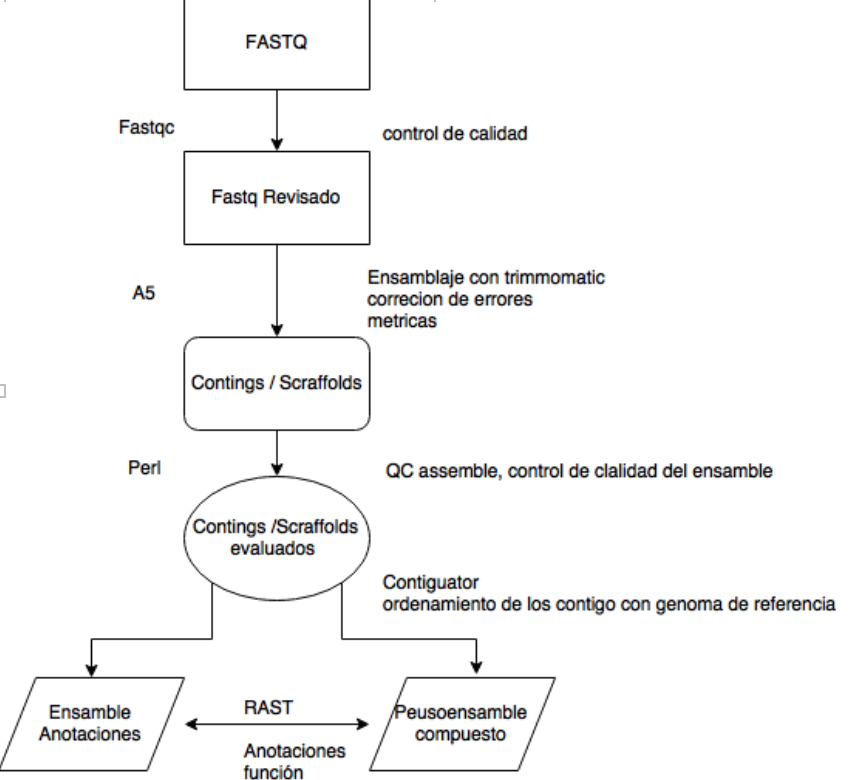 FASTQ
Fastqc
control de calidad
Fastq Revisado
A5
Ensamblaje con trimmomatic
correcion de errores
metricas
Contings / Scraffolds
Perl
QC assemble, control de clalidad del ensamble
Contings /Scraffolds
evaluados
Contiguator
ordenamiento de los contigo con genoma de referencia
Ensamble
Anotaciones
RAST
Anotaciones
función
Peusoensamble
compuesto